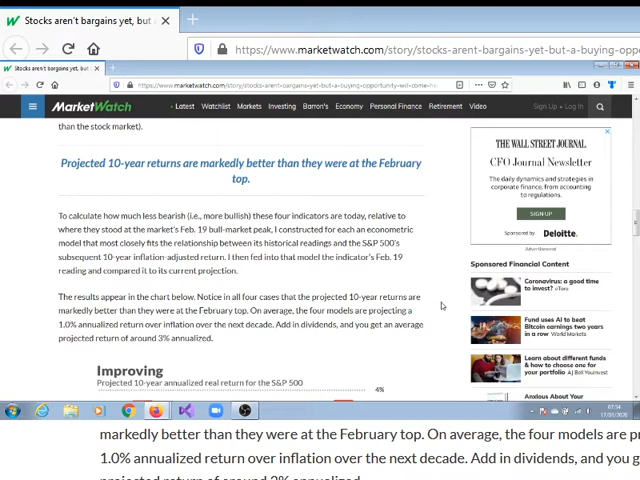 Stocks aren't bargains yet, but a
https://www.marketwatch.com/story/stocks-arent-bargains-yet-but-a-buying-oppo
Stocks aren't bargains yet, but a
https://www.marketwatch.com/story/stocks-arent-bargains-yet-but-a-buying-opportunity-will-come-
MarketWatch
Latest Watchlist Markets Investing Barron's Economy Personal Finance Retirement Video
Sign Up • Log In
than the stock market).
Projected 10-year returns are markedly better than they were at the February
top.
To calculate how much less bearish (i.e., more bullish) these four indicators are today, relative to
where they stood at the market's Feb. 19 bull-market peak, I constructed for each an econometric
model that most closely fits the relationship between its historical readings and the S&P 500's
subsequent 10-year inflation-adjusted return. I then fed into that model the indicator's Feb. 19
reading and compared it to its current projection.
The results appear in the chart below. Notice in all four cases that the projected 10-year returns are
markedly better than they were at the February top. On average, the four models are projecting a
1.0% annualized return over inflation over the next decade. Add in dividends, and you get an average
projected return of around 3% annualized.
Improving
Projected 10-year annualized real return for the S&P 500
4%
THE WALL STREET JOURNAL
CFO Journal Newsletter
The daily dynamics and strategies in
corporate finance, from accounting
to regulations.
SIGN UP
Sponsored by Deloitte.
Advertisement
Sponsored Financial Content
Coronavirus: a good time
to invest? eToro
Fund uses AI to beat
Bitcoin earnings two years
in a row World Markets
Learn about different funds
& how to choose one for
your portfolio AJ Bell Youinvest
Anxious About Your
07:54
17/03/2020
markedly better than they were at the February top. On average, the four models are pr
1.0% annualized return over inflation over the next decade. Add in dividends, and you g
projected return of around 3% annualized.